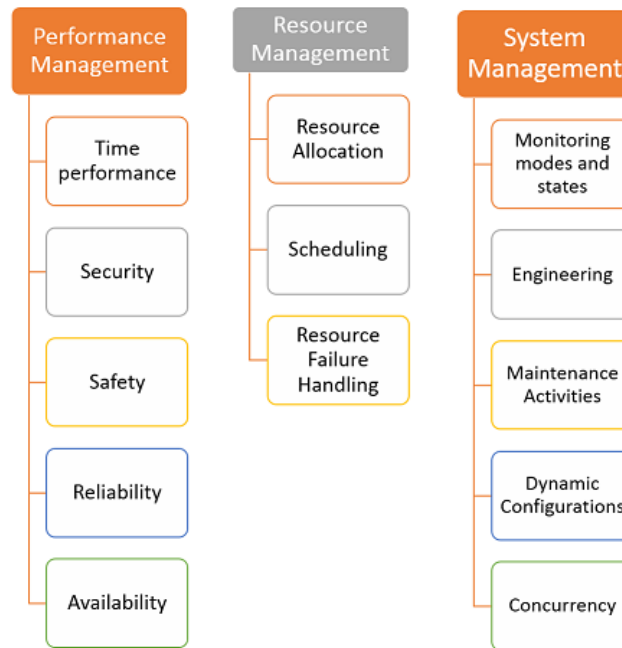 Performance
Management
Time
performance
Security
Safety
Reliability
Availability
Resource
Management
Resource
Allocation
Scheduling
Resource
Failure
Handling
System
Management
Monitoring
modes and
states
Engineering
Maintenance
Activities
Dynamic
Configurations
Concurrency